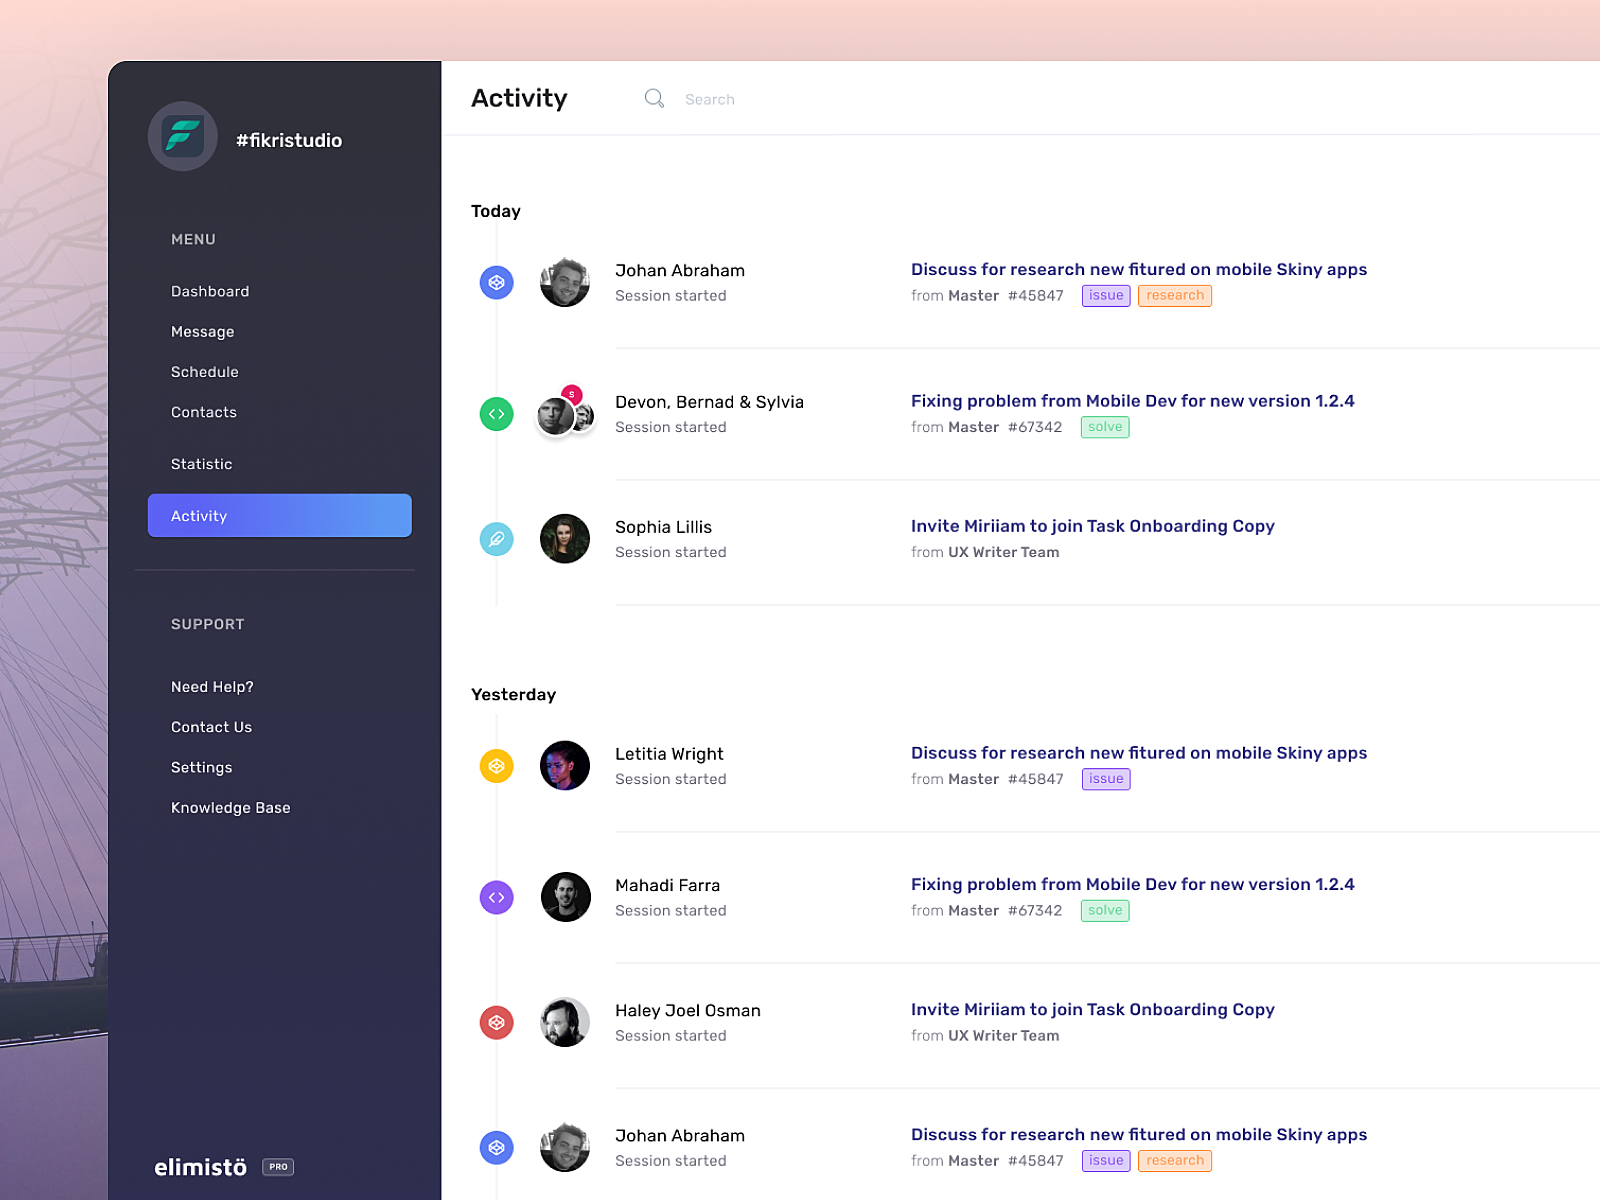 #fikristudio
MENU
Dashboard
Message
Schedule
Contacts
Statistic
Activity
SUPPORT
Need Help?
Contact Us
Settings
Knowledge Base
elimistö PRO
Activity
Search
Today
Johan Abraham
Session started
Discuss for research new fitured on mobile Skiny apps
from Master #45847 issue research
S
Devon, Bernad & Sylvia
Session started
Fixing problem from Mobile Dev for new version 1.2.4
from Master #67342 solve
Sophia Lillis
Session started
Invite Miriiam to join Task Onboarding Copy
from UX Writer Team
Yesterday
Letitia Wright
Session started
Discuss for research new fitured on mobile Skiny apps
from Master #45847 issue
Mahadi Farra
Session started
Fixing problem from Mobile Dev for new version 1.2.4
from Master #67342 solve
Haley Joel Osman
Session started
Invite Miriiam to join Task Onboarding Copy
from UX Writer Team
Johan Abraham
Session started
Discuss for research new fitured on mobile Skiny apps
from Master #45847 issue research